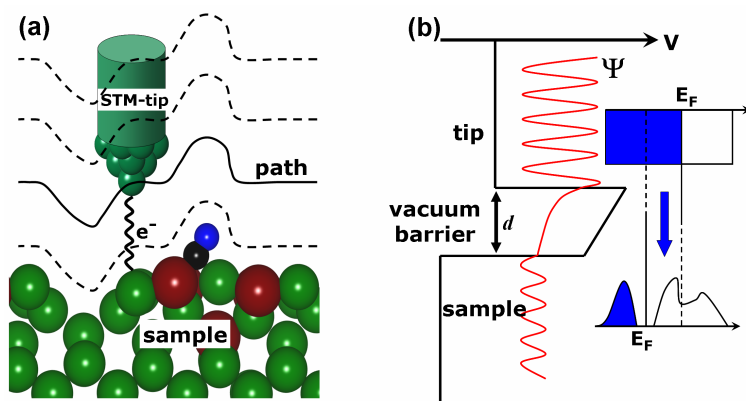 (a)
STM-tip
path
e⁻
sample
(b)
V
Ψ
E_F
tip
vacuum
barrier
d
sample
E_F